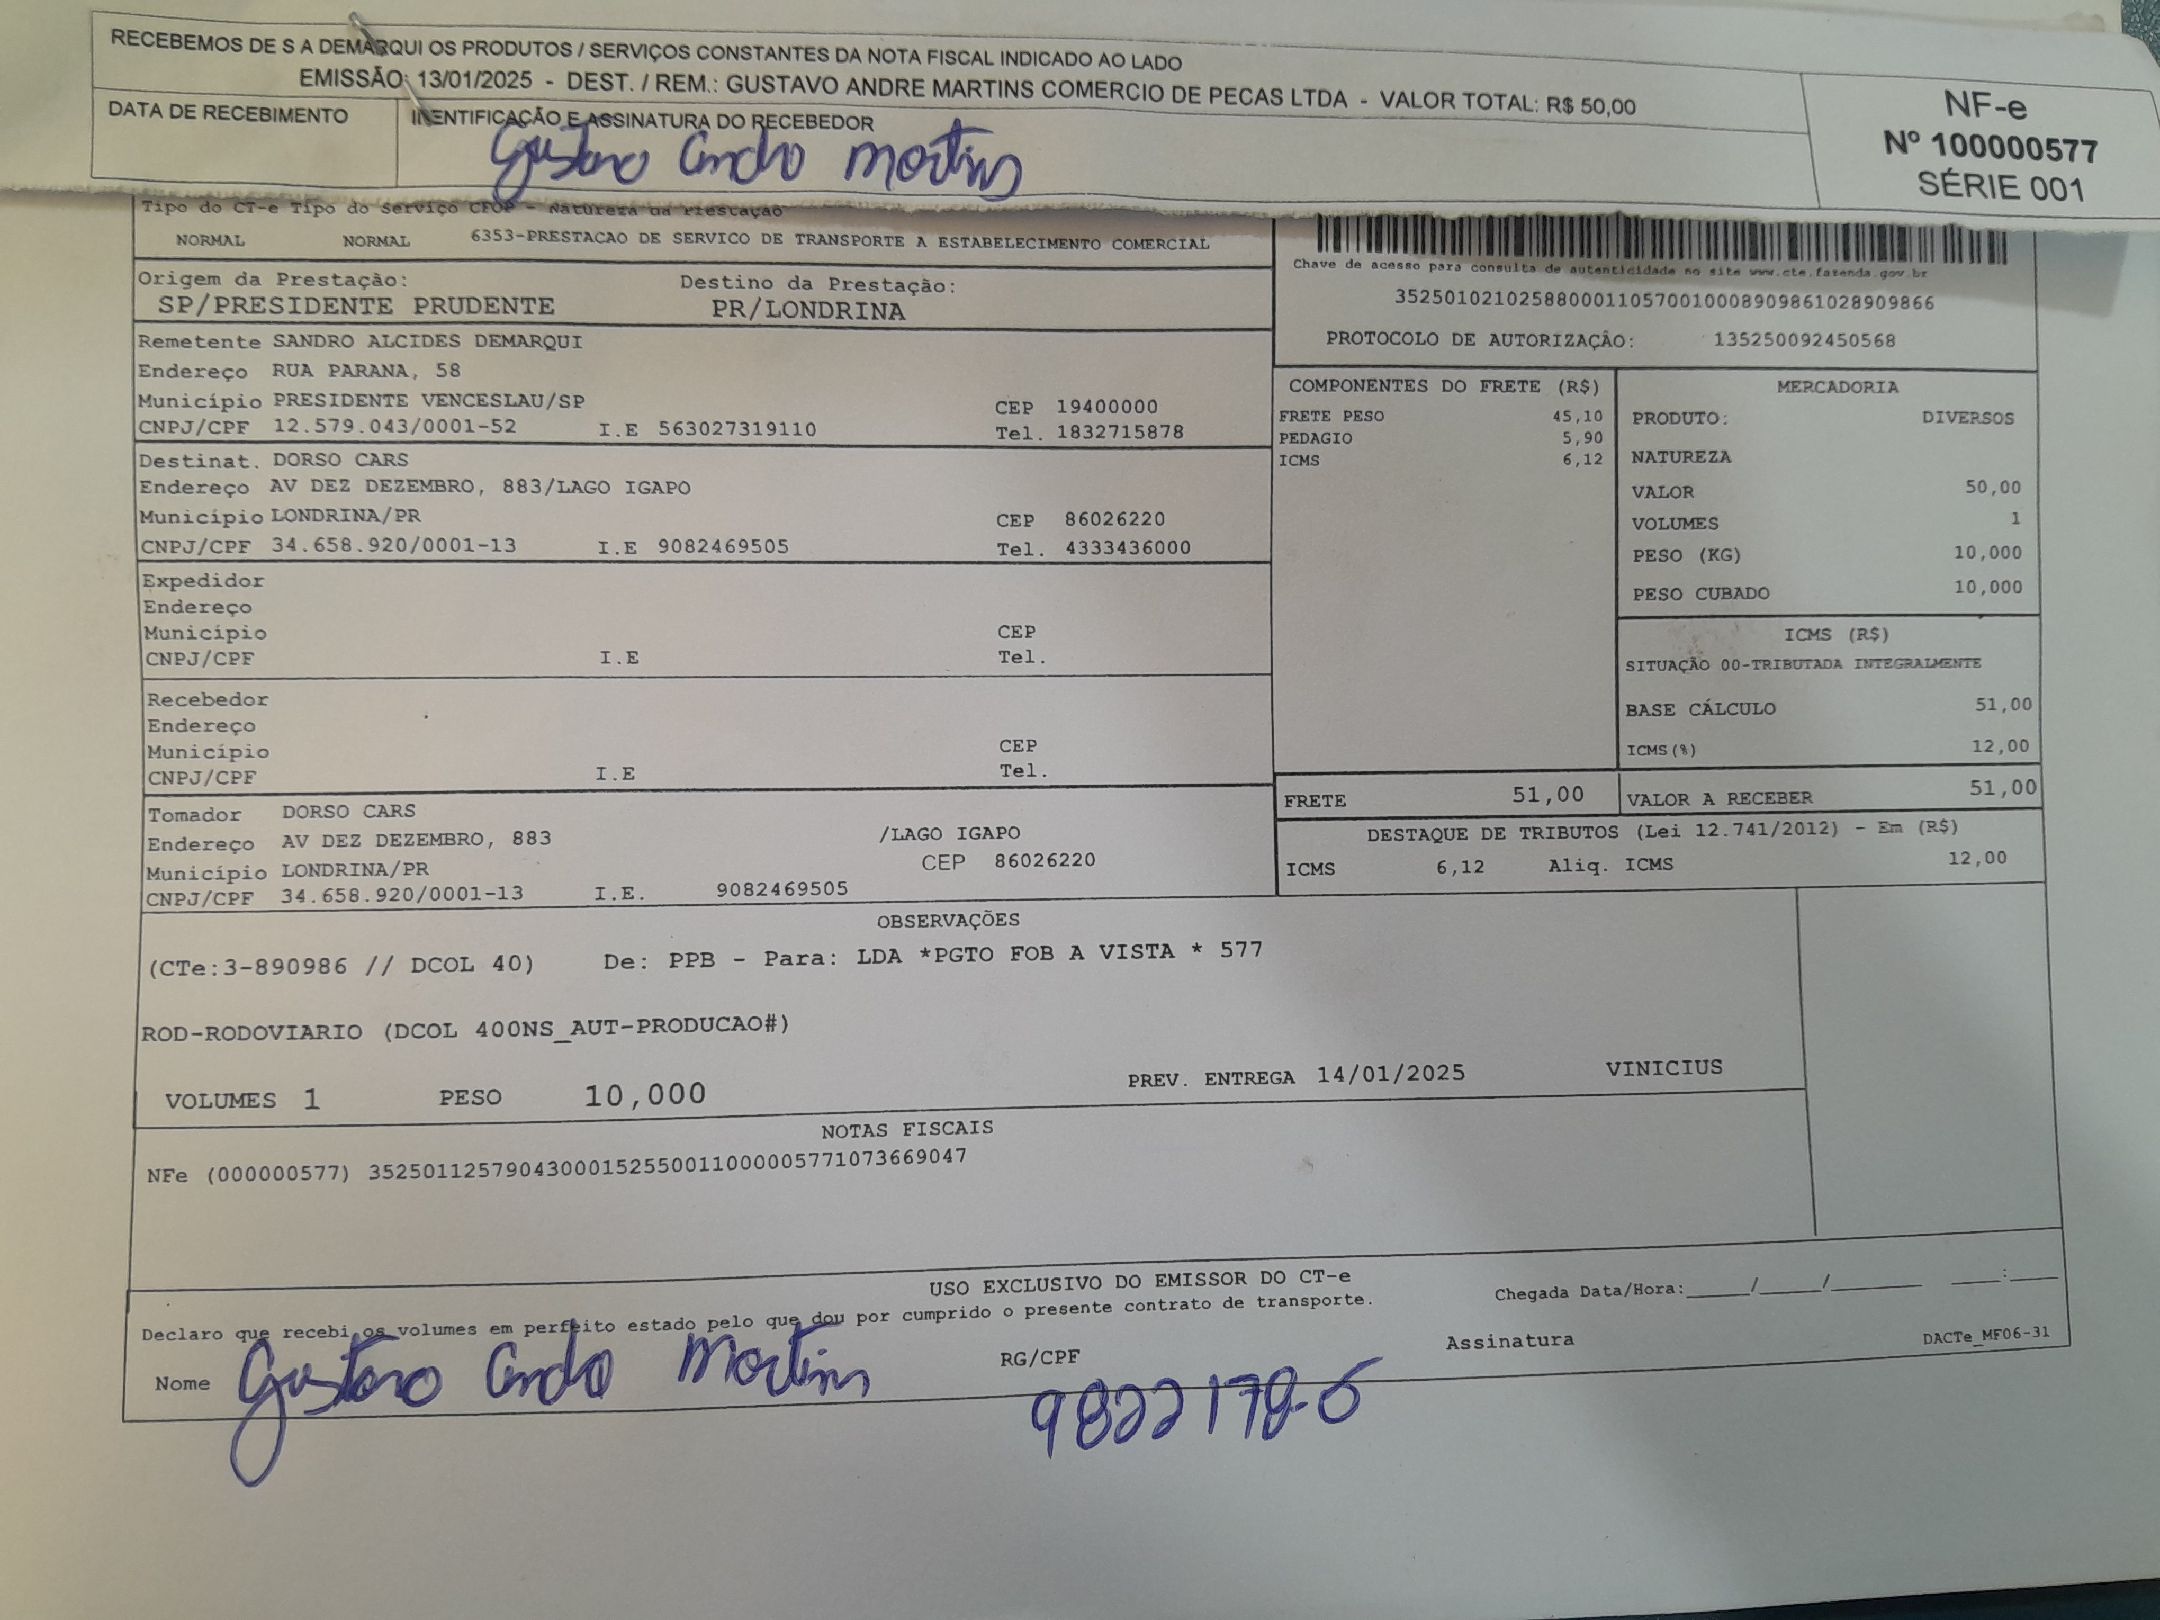 RECEBEMOS DE S A DEMARQUI OS PRODUTOS / SERVIÇOS CONSTANTES DA NOTA FISCAL INDICADO AO LADO
EMISSÃO: 13/01/2025 - DEST. / REM.: GUSTAVO ANDRE MARTINS COMERCIO DE PECAS LTDA - VALOR TOTAL: R$ 50,00
DATA DE RECEBIMENTO
IDENTIFICAÇÃO E ASSINATURA DO RECEBEDOR
Gustavo Andre Martins
NF-e
Nº 100000577
SÉRIE 001
Tipo do CT-e Tipo do Serviço CFOP - Natureza da Prestação
NORMAL NORMAL 6353-PRESTACAO DE SERVICO DE TRANSPORTE A ESTABELECIMENTO COMERCIAL
Origem da Prestação: Destino da Prestação:
SP/PRESIDENTE PRUDENTE PR/LONDRINA
Chave de acesso para consulta de autenticidade no site www.cte.fazenda.gov.br
35250102102588000110570010008909861028909866
PROTOCOLO DE AUTORIZAÇÃO: 135250092450568
Remetente SANDRO ALCIDES DEMARQUI
Endereço RUA PARANA, 58
Município PRESIDENTE VENCESLAU/SP CEP 19400000
CNPJ/CPF 12.579.043/0001-52 I.E 563027319110 Tel. 1832715878
Destinat. DORSO CARS
Endereço AV DEZ DEZEMBRO, 883/LAGO IGAPO
Município LONDRINA/PR CEP 86026220
CNPJ/CPF 34.658.920/0001-13 I.E 9082469505 Tel. 4333436000
Expedidor
Endereço
Município CEP
CNPJ/CPF I.E Tel.
Recebedor
Endereço
Município CEP
CNPJ/CPF I.E Tel.
Tomador DORSO CARS
Endereço AV DEZ DEZEMBRO, 883 /LAGO IGAPO
Município LONDRINA/PR CEP 86026220
CNPJ/CPF 34.658.920/0001-13 I.E. 9082469505
COMPONENTES DO FRETE (R$)
FRETE PESO 45,10
PEDAGIO 5,90
ICMS 6,12
MERCADORIA
PRODUTO: DIVERSOS
NATUREZA
VALOR 50,00
VOLUMES 1
PESO (KG) 10,000
PESO CUBADO 10,000
ICMS (R$)
SITUAÇÃO 00-TRIBUTADA INTEGRALMENTE
BASE CÁLCULO 51,00
ICMS(%) 12,00
FRETE 51,00 VALOR A RECEBER 51,00
DESTAQUE DE TRIBUTOS (Lei 12.741/2012) - Em (R$)
ICMS 6,12 Aliq. ICMS 12,00
OBSERVAÇÕES
(CTe:3-890986 // DCOL 40) De: PPB - Para: LDA *PGTO FOB A VISTA * 577
ROD-RODOVIARIO (DCOL 400NS_AUT-PRODUCAO#)
VOLUMES 1 PESO 10,000 PREV. ENTREGA 14/01/2025 VINICIUS
NOTAS FISCAIS
NFe (000000577) 35250112579043000152550011000005771073669047
USO EXCLUSIVO DO EMISSOR DO CT-e
Declaro que recebi os volumes em perfeito estado pelo que dou por cumprido o presente contrato de transporte.
Chegada Data/Hora:_____/_____/_______ ____:____
Nome Gustavo Andre Martins RG/CPF Assinatura DACTe_MF06-31
9822178-6